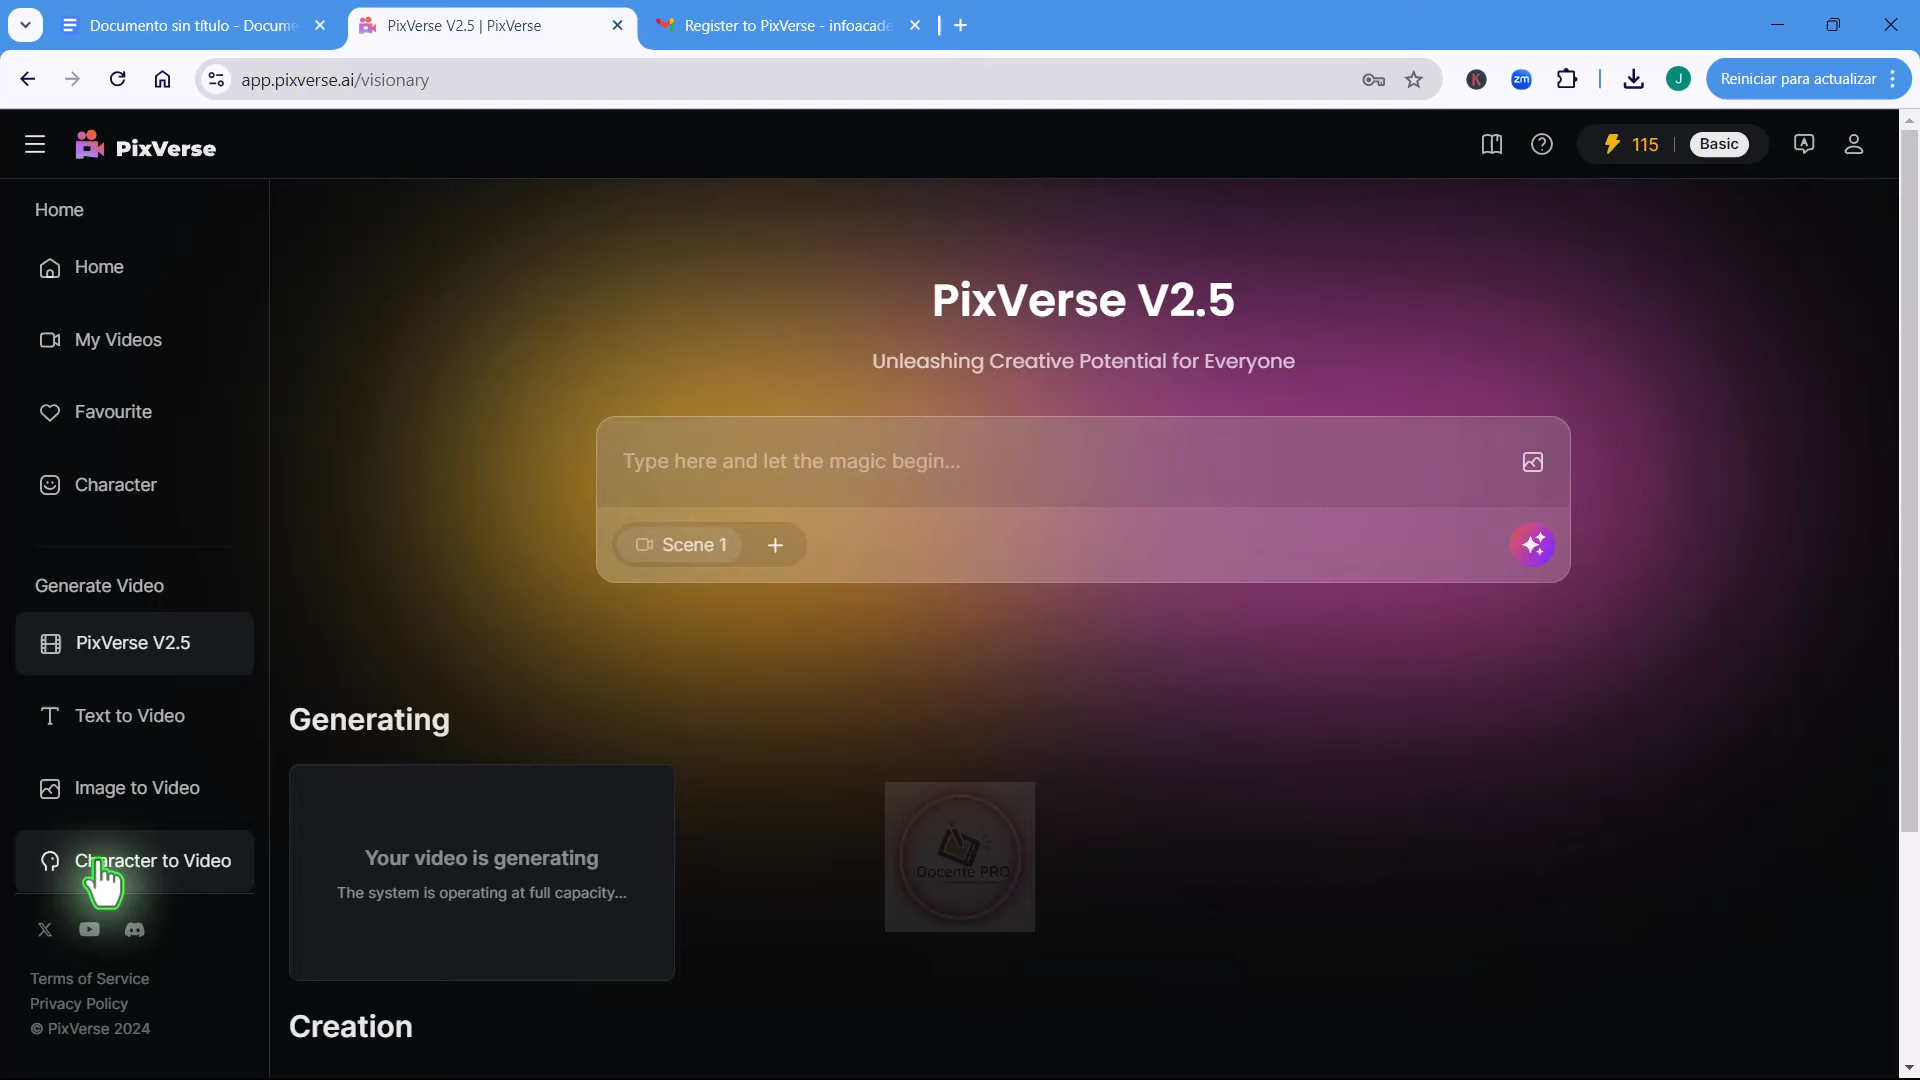 Documento sin título - Docume
PixVerse V2.5 | PixVerse
Register to PixVerse - infoacade
app.pixverse.ai/visionary
K
zm
J
Reiniciar para actualizar
PixVerse
115
Basic
Home
Home
My Videos
Favourite
Character
Generate Video
PixVerse V2.5
Text to Video
Image to Video
Character to Video
Terms of Service
Privacy Policy
© PixVerse 2024
PixVerse V2.5
Unleashing Creative Potential for Everyone
Type here and let the magic begin...
Scene 1
Generating
Your video is generating
The system is operating at full capacity...
Docente PRO
Creation